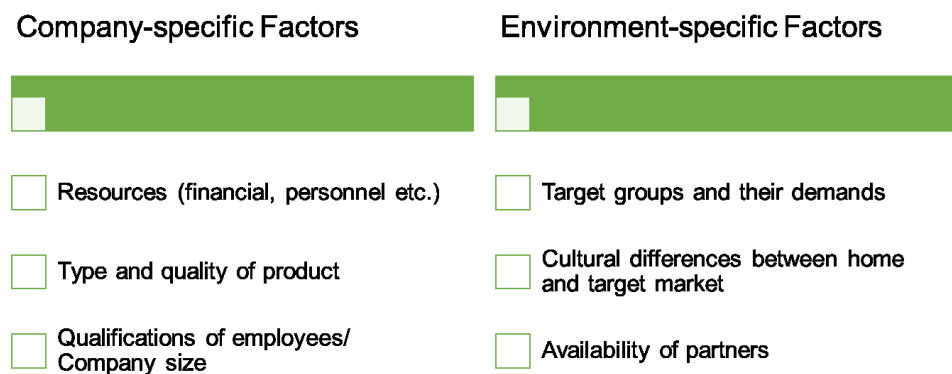 Company-specific Factors
Resources (financial, personnel etc.)
Type and quality of product
Qualifications of employees/
Company size
Environment-specific Factors
Target groups and their demands
Cultural differences between home
and target market
Availability of partners